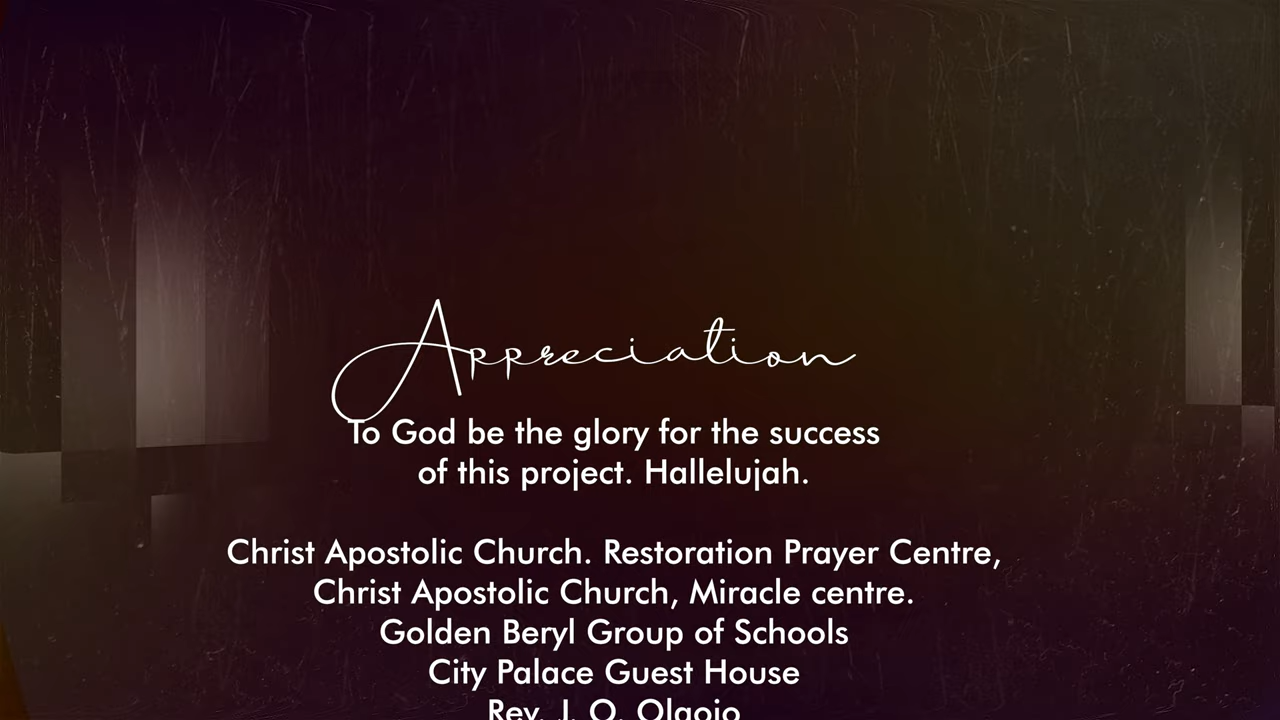 Appreciation
To God be the glory for the success
of this project. Hallelujah.
Christ Apostolic Church. Restoration Prayer Centre,
Christ Apostolic Church, Miracle centre.
Golden Beryl Group of Schools
City Palace Guest House
Rev. J. O.